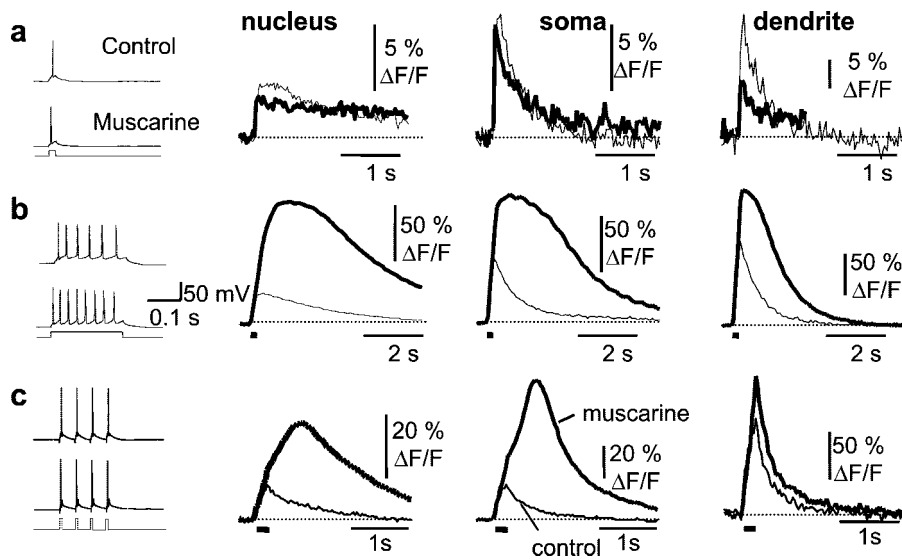 nucleus
soma
dendrite
a
Control
Muscarine
5 %
ΔF/F
1 s
5 %
ΔF/F
1 s
5 %
ΔF/F
1 s
b
50 mV
0.1 s
50 %
ΔF/F
2 s
50 %
ΔF/F
2 s
50 %
ΔF/F
2 s
c
20 %
ΔF/F
1s
muscarine
20 %
ΔF/F
control
1s
50 %
ΔF/F
1s